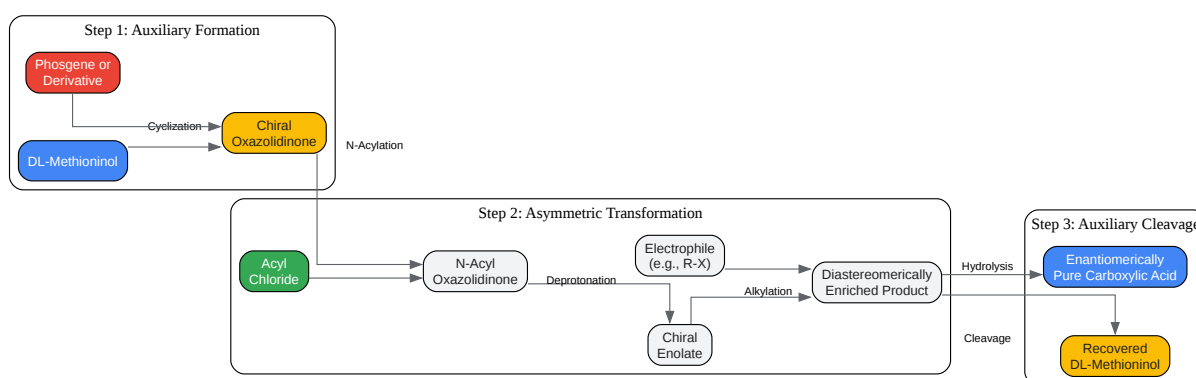 Step 1: Auxiliary Formation
Phosgene or
Derivative
Cyclization
Chiral
Oxazolidinone
DL-Methioninol
N-Acylation
Step 2: Asymmetric Transformation
Acyl
Chloride
N-Acyl
Oxazolidinone
Deprotonation
Electrophile
(e.g., R-X)
Chiral
Enolate
Alkylation
Diastereomerically
Enriched Product
Hydrolysis
Cleavage
Step 3: Auxiliary Cleavage
Enantiomerically
Pure Carboxylic Acid
Recovered
DL-Methioninol